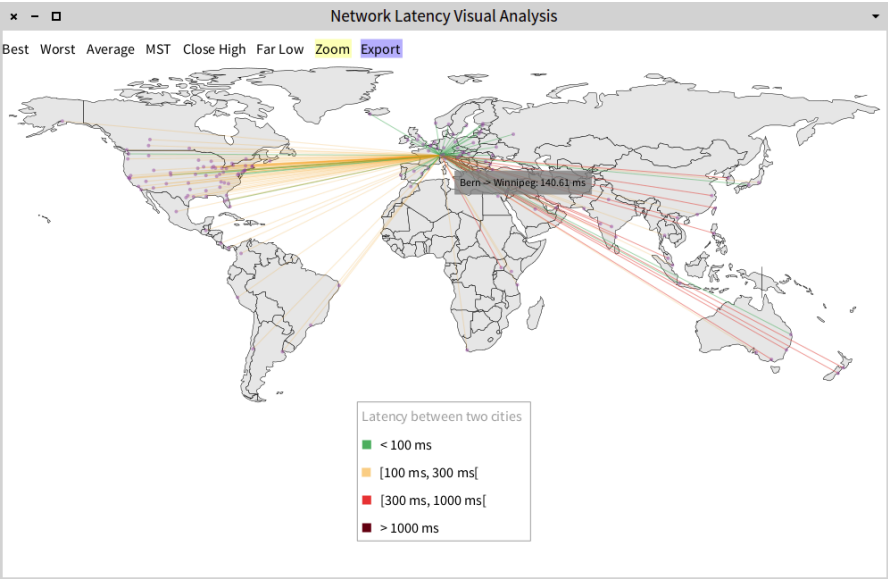 Network Latency Visual Analysis
Best Worst Average MST Close High Far Low Zoom Export
Bern -> Winnipeg: 140.61 ms
Latency between two cities
< 100 ms
[100 ms, 300 ms[
[300 ms, 1000 ms[
> 1000 ms